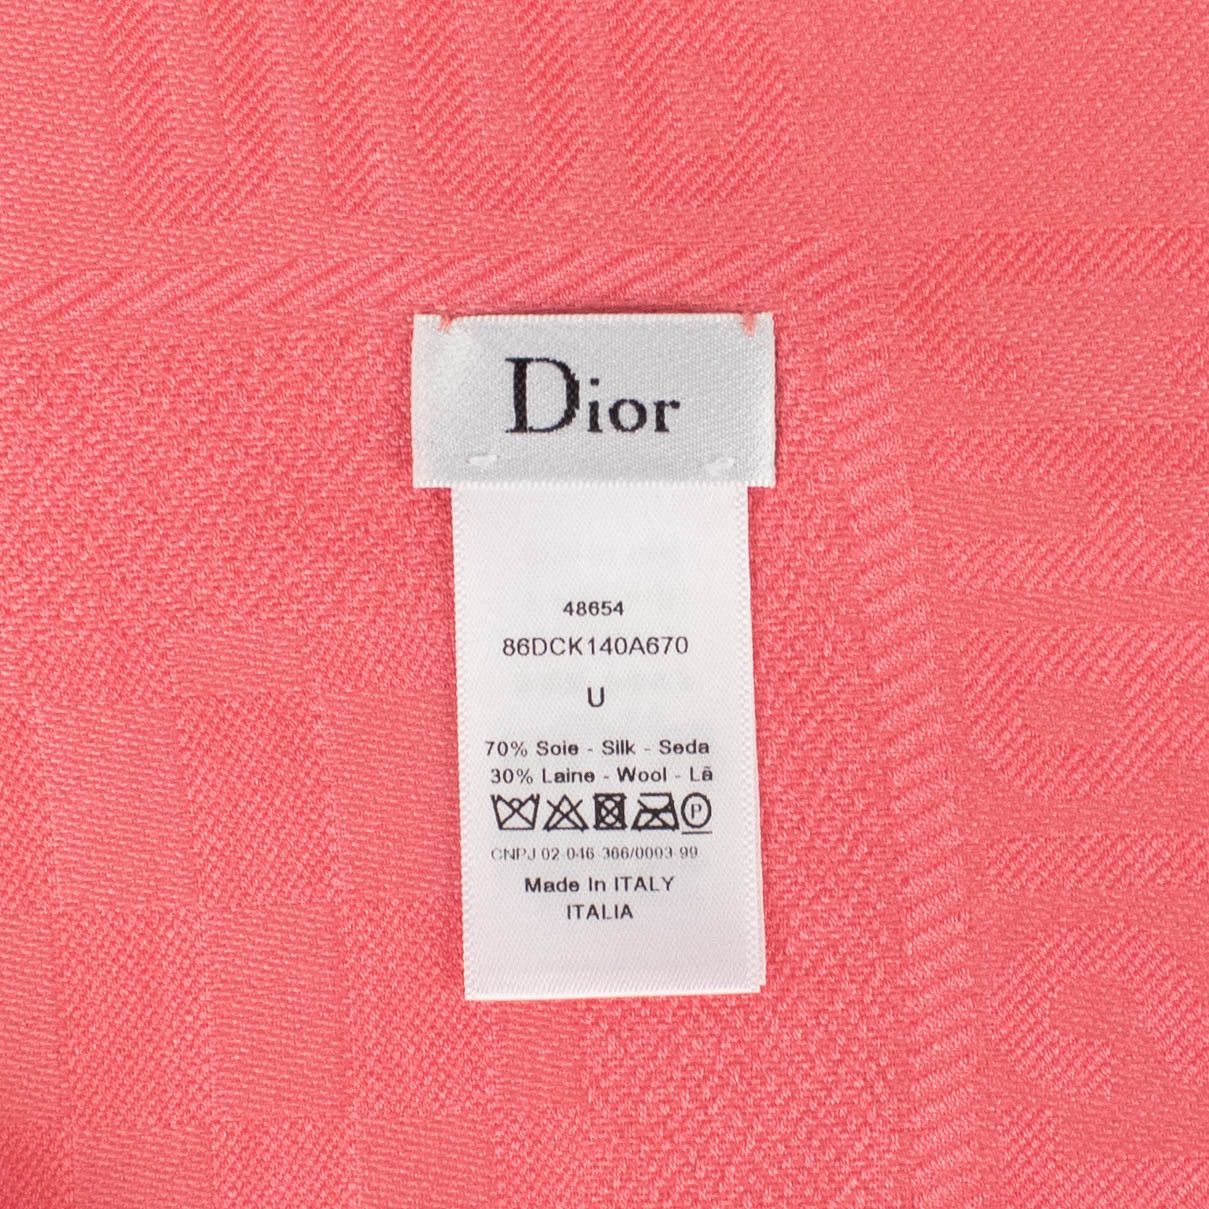 Dior
48654
86DCK140A670
U
70% Soie - Silk - Seda
30% Laine - Wool - Lã
P
CNPJ 02-046-366/0003-99
Made In ITALY
ITALIA